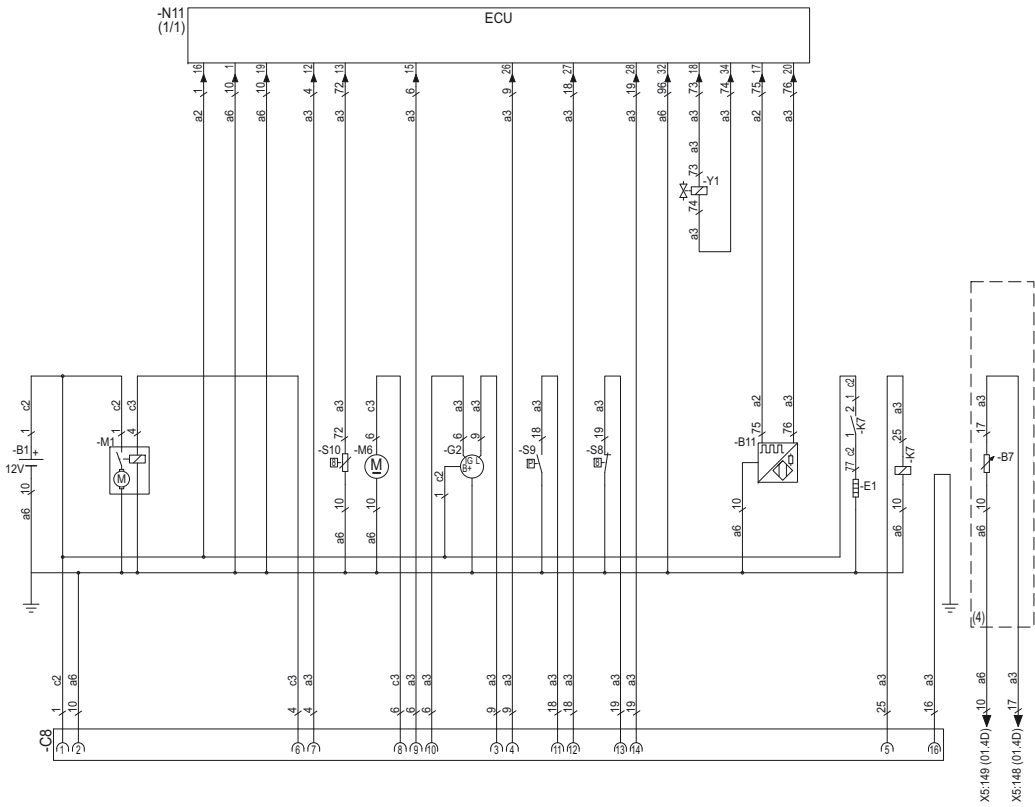 -N11
(1/1)
ECU
16 1 19 12 13 15 26 27 28 32 18 34 17 20
1 10 10 4 72 6 9 18 19 96 73 74 75 76
a2 a6 a6 a3 a3 a3 a3 a3 a3 a6 a3 a3 a2 a3
a3
73
-Y1
74
a3
c2 c2 c3 a3 c3 a3 a3 a3 a3 a2 a3 1 c2 a3 a3
1 1 4 72 6 6 9 18 19 75 76 2 1 25 17
-B1
+
12V
-M1
M
-S10
-M6
M
-G2
IG L
B+
-S9
P
-S8
-B11
-K7
77 c2
-K7
-E1
-B7
10 10 10 1 c2 10 10 10
a6 a6 a6 a6 a6 a6
(4)
c2 a6 c3 a3 c3 a3 a3 a3 a3 a3 a3 a3 a3 a3 a3 a6 a3
1 10 4 4 6 6 6 9 9 18 18 19 19 25 16 10 17
-C8
1 2 6 7 8 9 10 3 4 11 12 13 14 5 16
X5:149 (01.4D)
X5:148 (01.4D)